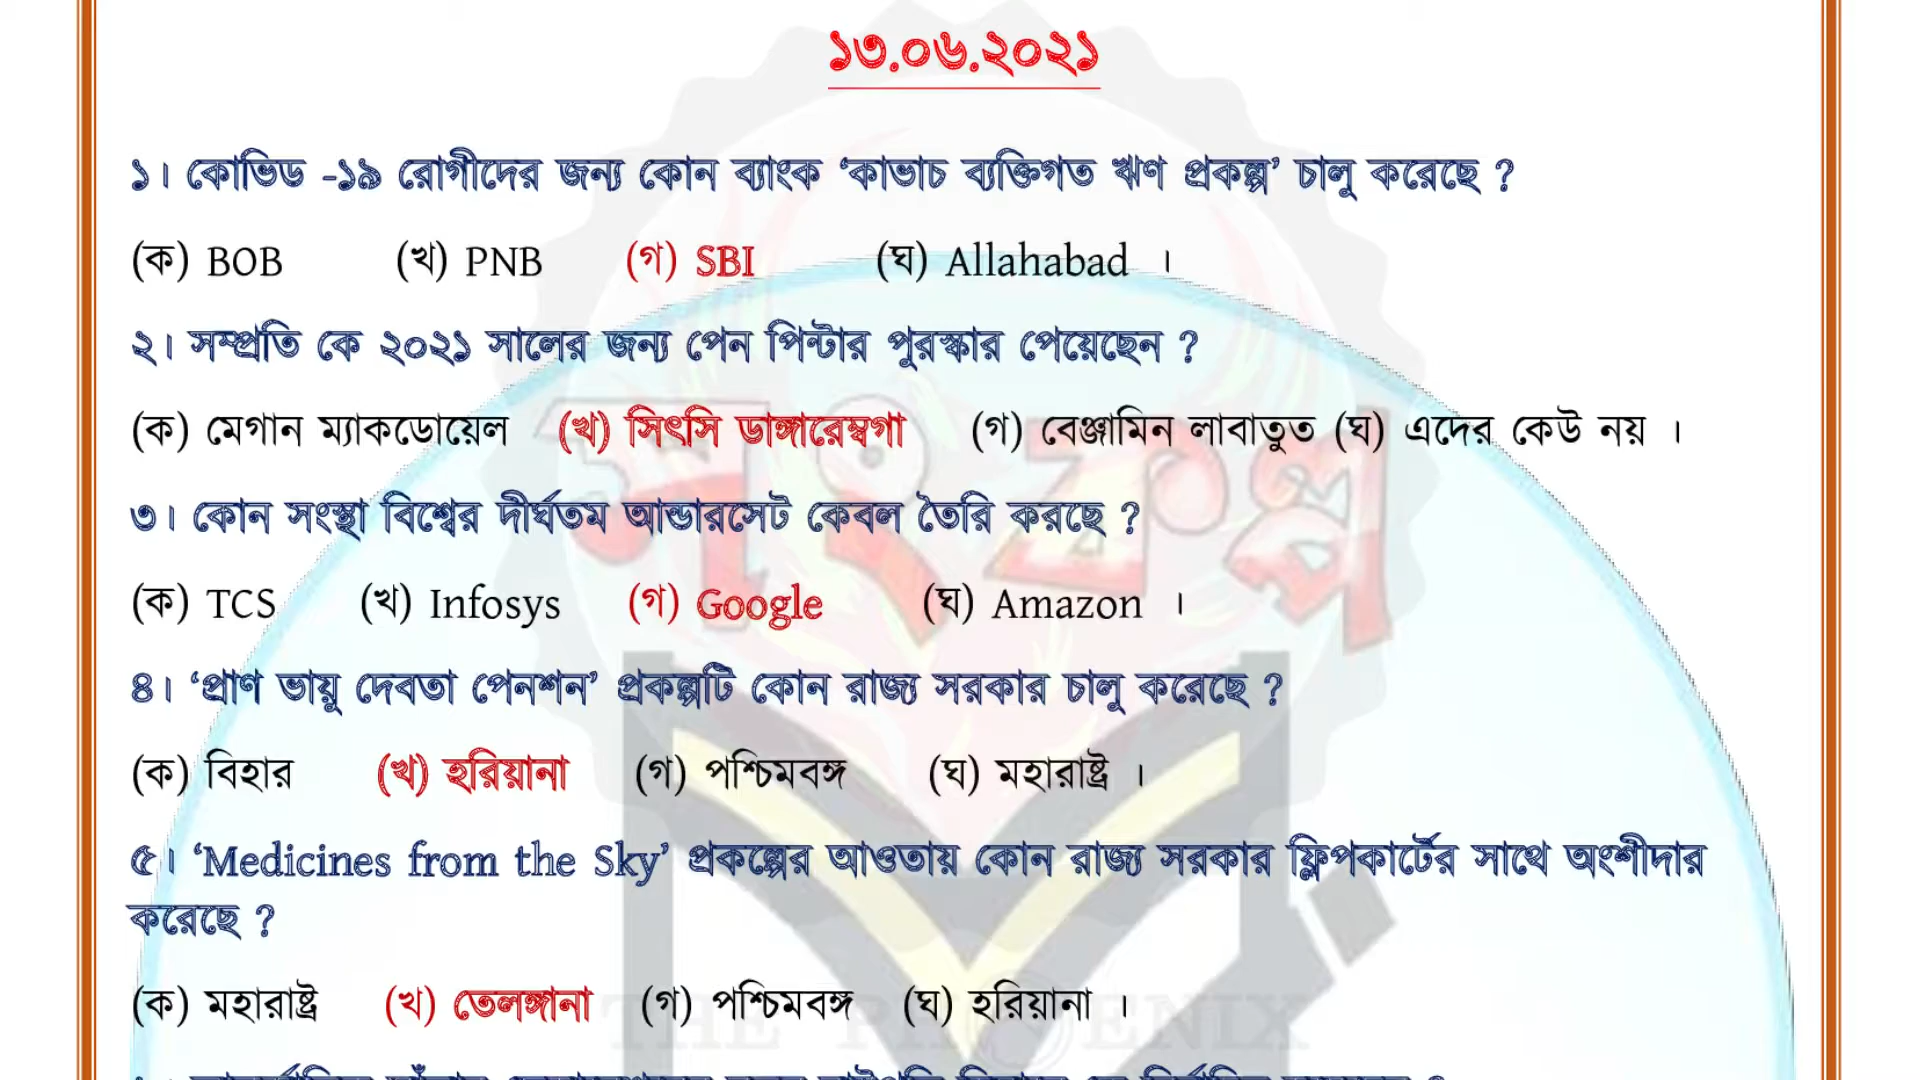 ১৩.০৬.২০২১
১। কোভিড -১৯ রোগীদের জন্য কোন ব্যাংক ‘কাভাচ ব্যক্তিগত ঋণ প্রকল্প’ চালু করেছে ?
(ক) BOB (খ) PNB (গ) SBI (ঘ) Allahabad ।
২। সম্প্রতি কে ২০২১ সালের জন্য পেন পিন্টার পুরস্কার পেয়েছেন ?
(ক) মেগান ম্যাকডোয়েল (খ) সিৎসি ডাঙ্গারেম্বগা (গ) বেঞ্জামিন লাবাতুত (ঘ) এদের কেউ নয় ।
৩। কোন সংস্থা বিশ্বের দীর্ঘতম আন্ডারসেট কেবল তৈরি করছে ?
(ক) TCS (খ) Infosys (গ) Google (ঘ) Amazon ।
সংকল্প
৪। ‘প্রাণ ভায়ু দেবতা পেনশন’ প্রকল্পটি কোন রাজ্য সরকার চালু করেছে ?
(ক) বিহার (খ) হরিয়ানা (গ) পশ্চিমবঙ্গ (ঘ) মহারাষ্ট্র ।
৫। ‘Medicines from the Sky’ প্রকল্পের আওতায় কোন রাজ্য সরকার ফ্লিপকার্টের সাথে অংশীদার
করেছে ?
(ক) মহারাষ্ট্র (খ) তেলঙ্গানা (গ) পশ্চিমবঙ্গ (ঘ) হরিয়ানা ।
THE PHOENIX